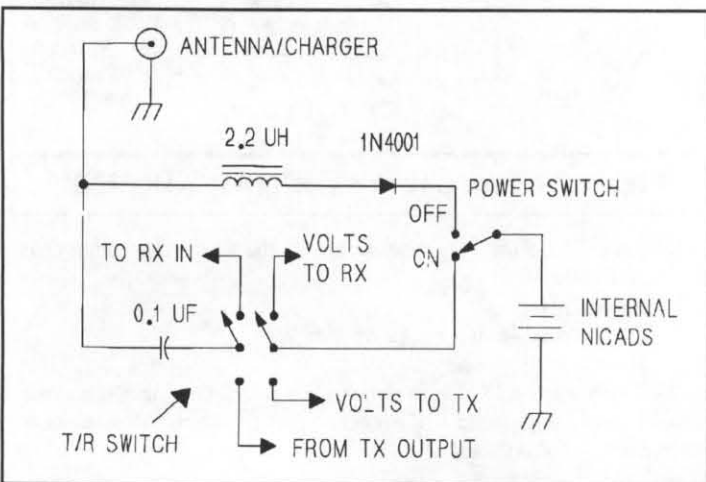 ANTENNA/CHARGER
2.2 UH
1N4001
POWER SWITCH
OFF
TO RX IN
VOLTS
TO RX
ON
0.1 UF
INTERNAL
NICADS
VOLTS TO TX
T/R SWITCH
FROM TX OUTPUT